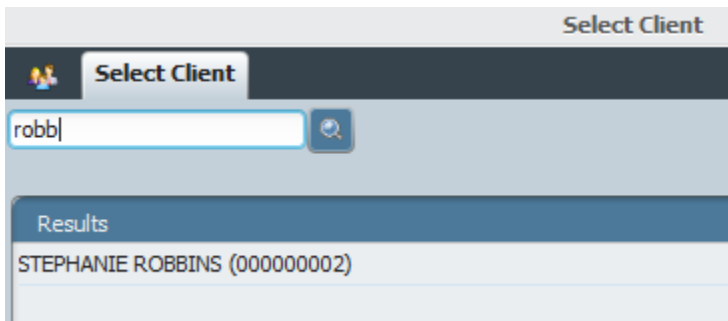 Select Client
Select Client
robb
Results
STEPHANIE ROBBINS (000000002)